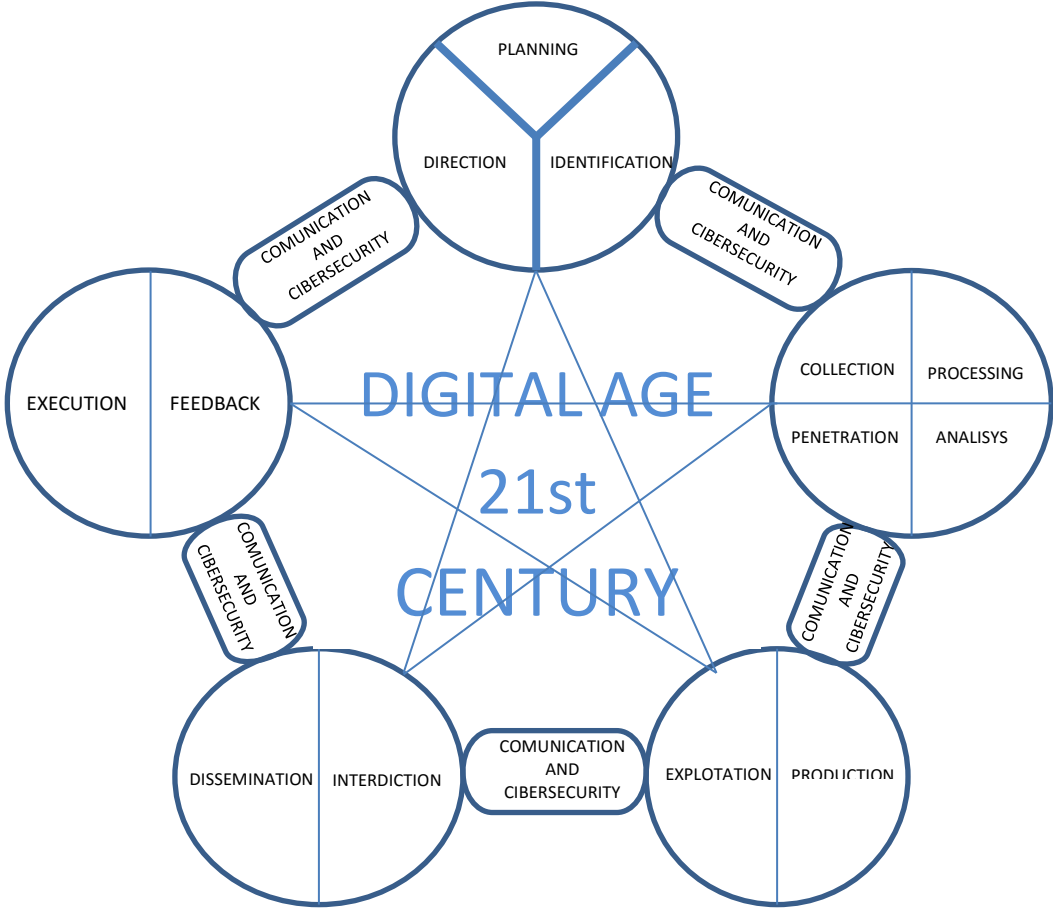 PLANNING
DIRECTION
IDENTIFICATION
COMUNICATION
AND
CIBERSECURITY
COMUNICATION
AND
CIBERSECURITY
EXECUTION
FEEDBACK
DIGITAL AGE
21st
CENTURY
COLLECTION
PROCESSING
PENETRATION
ANALISYS
COMUNICATION
AND
CIBERSECURITY
COMUNICATION
AND
CIBERSECURITY
DISSEMINATION
INTERDICTION
COMUNICATION
AND
CIBERSECURITY
EXPLOTATION
PRODUCTION